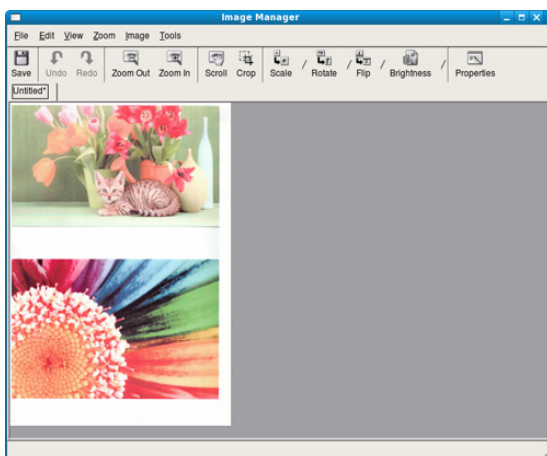 Image Manager
File Edit View Zoom Image Tools
Save Undo Redo Zoom Out Zoom In Scroll Crop Scale / Rotate / Flip / Brightness / Properties
Untitled*